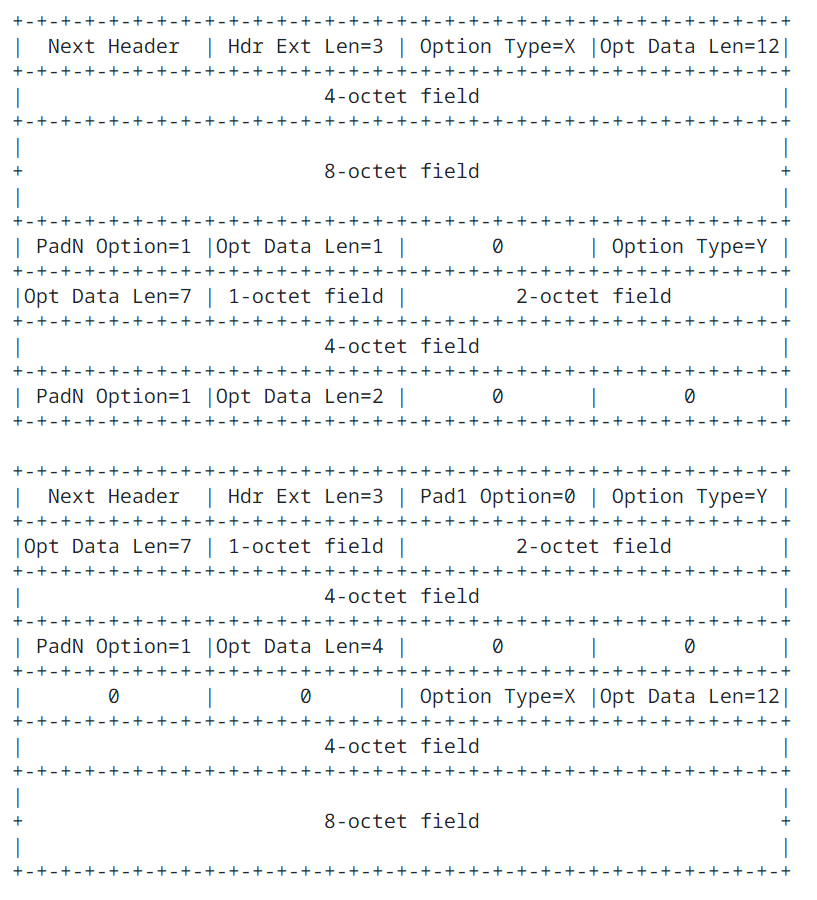 +-+-+-+-+-+-+-+-+-+-+-+-+-+-+-+-+-+-+-+-+-+-+-+-+-+-+-+-+-+-+-+-+
|  Next Header  | Hdr Ext Len=3 | Option Type=X |Opt Data Len=12|
+-+-+-+-+-+-+-+-+-+-+-+-+-+-+-+-+-+-+-+-+-+-+-+-+-+-+-+-+-+-+-+-+
|                         4-octet field                         |
+-+-+-+-+-+-+-+-+-+-+-+-+-+-+-+-+-+-+-+-+-+-+-+-+-+-+-+-+-+-+-+-+
|                                                               |
+                         8-octet field                         +
|                                                               |
+-+-+-+-+-+-+-+-+-+-+-+-+-+-+-+-+-+-+-+-+-+-+-+-+-+-+-+-+-+-+-+-+
| PadN Option=1 |Opt Data Len=1 |       0       | Option Type=Y |
+-+-+-+-+-+-+-+-+-+-+-+-+-+-+-+-+-+-+-+-+-+-+-+-+-+-+-+-+-+-+-+-+
|Opt Data Len=7 | 1-octet field |         2-octet field         |
+-+-+-+-+-+-+-+-+-+-+-+-+-+-+-+-+-+-+-+-+-+-+-+-+-+-+-+-+-+-+-+-+
|                         4-octet field                         |
+-+-+-+-+-+-+-+-+-+-+-+-+-+-+-+-+-+-+-+-+-+-+-+-+-+-+-+-+-+-+-+-+
| PadN Option=1 |Opt Data Len=2 |       0       |       0       |
+-+-+-+-+-+-+-+-+-+-+-+-+-+-+-+-+-+-+-+-+-+-+-+-+-+-+-+-+-+-+-+-+

+-+-+-+-+-+-+-+-+-+-+-+-+-+-+-+-+-+-+-+-+-+-+-+-+-+-+-+-+-+-+-+-+
|  Next Header  | Hdr Ext Len=3 | Pad1 Option=0 | Option Type=Y |
+-+-+-+-+-+-+-+-+-+-+-+-+-+-+-+-+-+-+-+-+-+-+-+-+-+-+-+-+-+-+-+-+
|Opt Data Len=7 | 1-octet field |         2-octet field         |
+-+-+-+-+-+-+-+-+-+-+-+-+-+-+-+-+-+-+-+-+-+-+-+-+-+-+-+-+-+-+-+-+
|                         4-octet field                         |
+-+-+-+-+-+-+-+-+-+-+-+-+-+-+-+-+-+-+-+-+-+-+-+-+-+-+-+-+-+-+-+-+
| PadN Option=1 |Opt Data Len=4 |       0       |       0       |
+-+-+-+-+-+-+-+-+-+-+-+-+-+-+-+-+-+-+-+-+-+-+-+-+-+-+-+-+-+-+-+-+
|       0       |       0       | Option Type=X |Opt Data Len=12|
+-+-+-+-+-+-+-+-+-+-+-+-+-+-+-+-+-+-+-+-+-+-+-+-+-+-+-+-+-+-+-+-+
|                         4-octet field                         |
+-+-+-+-+-+-+-+-+-+-+-+-+-+-+-+-+-+-+-+-+-+-+-+-+-+-+-+-+-+-+-+-+
|                                                               |
+                         8-octet field                         +
|                                                               |
+-+-+-+-+-+-+-+-+-+-+-+-+-+-+-+-+-+-+-+-+-+-+-+-+-+-+-+-+-+-+-+-+